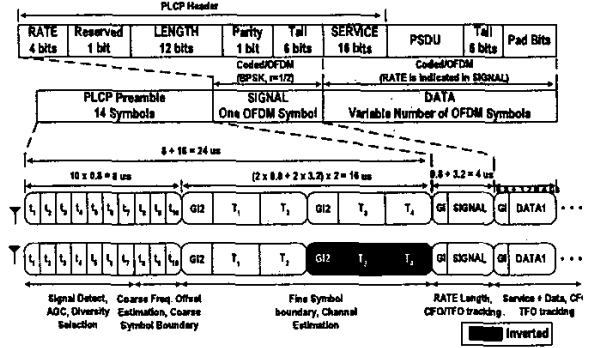 PLCP Header
RATE Reserved LENGTH Parity Tail SERVICE PSDU Tail Pad Bits
4 bits 1 bit 12 bits 1 bit 6 bits 16 bits 6 bits
Coded/OFDM Coded/OFDM
(BPSK, r=1/2) (RATE is indicated in SIGNAL)
PLCP Preamble SIGNAL DATA
14 Symbols One OFDM Symbol Variable Number of OFDM Symbols
8 + 16 = 24 us
10 x 0.8 = 8 us (2 x 0.8 + 2 x 3.2) x 2 = 16 us 0.8 + 3.2 = 4 us
t1 t2 t3 t4 t5 t6 t7 t8 t9 t10 GI2 T1 T2 GI2 T3 T4 GI SIGNAL GI DATA1 ···
t1 t2 t3 t4 t5 t6 t7 t8 t9 t10 GI2 T1 T2 GI2 GI SIGNAL GI DATA1 ···
Signal Detect, Coarse Freq. Offset Fine Symbol RATE Length, Service + Data, CFO
AGC, Diversity Estimation, Coarse boundary, Channel CFO/TFO tracking TFO tracking
Selection Symbol Boundary Estimation
Inverted